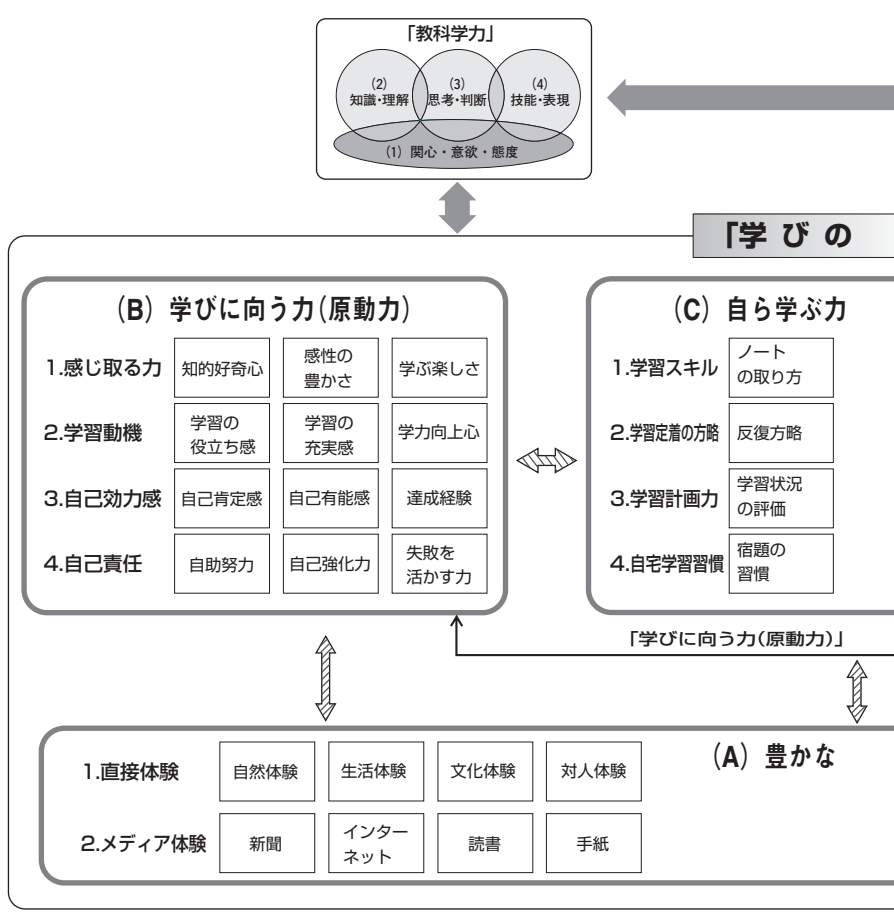 「教科学力」
(2)
知識・理解
(3)
思考・判断
(4)
技能・表現
(1) 関心・意欲・態度
「学 び の
(B) 学びに向う力(原動力)
1.感じ取る力
知的好奇心
感性の
豊かさ
学ぶ楽しさ
2.学習動機
学習の
役立ち感
学習の
充実感
学力向上心
3.自己効力感
自己肯定感
自己有能感
達成経験
4.自己責任
自助努力
自己強化力
失敗を
活かす力
(C) 自ら学ぶ力
1.学習スキル
ノート
の取り方
2.学習定着の方略
反復方略
3.学習計画力
学習状況
の評価
4.自宅学習習慣
宿題の
習慣
「学びに向う力(原動力)」
(A) 豊かな
1.直接体験
自然体験
生活体験
文化体験
対人体験
2.メディア体験
新聞
インター
ネット
読書
手紙